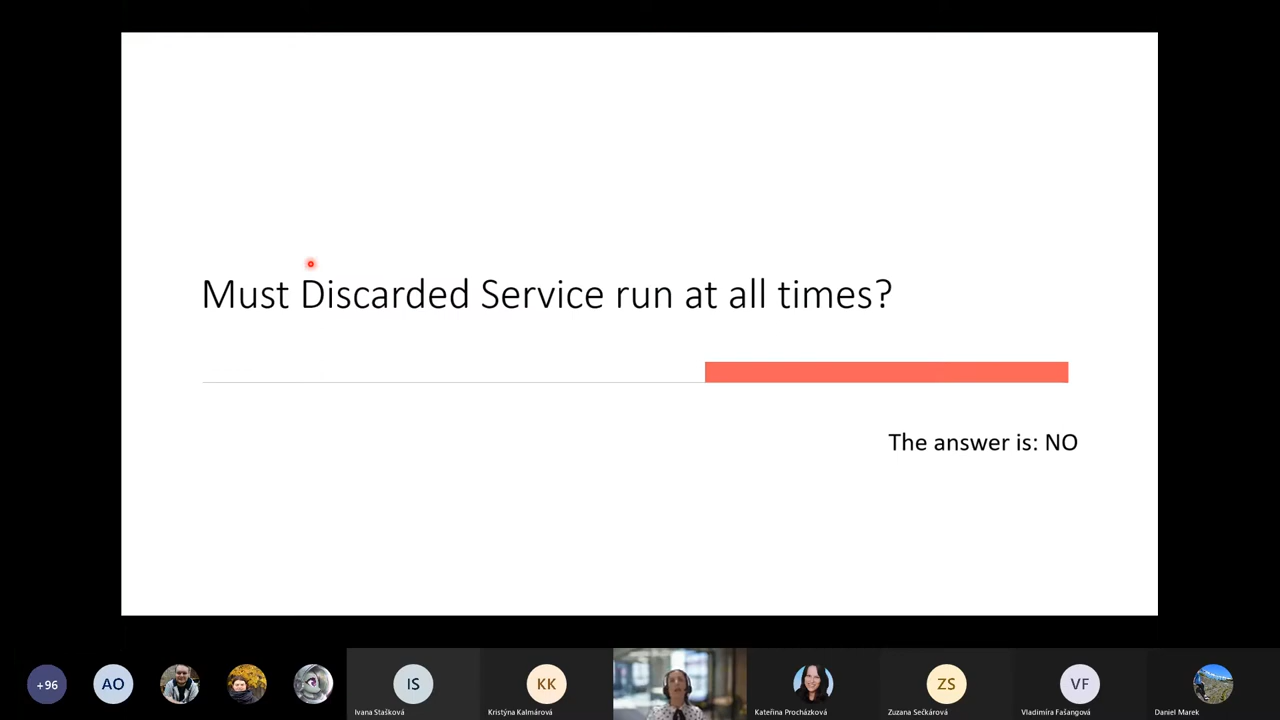 Must Discarded Service run at all times?
The answer is: NO
+96
AO
IS
KK
ZS
VF
Ivana Stašková
Kristýna Kalmárová
Kateřina Procházková
Zuzana Sečkárová
Vladimíra Fašangová
Daniel Marek